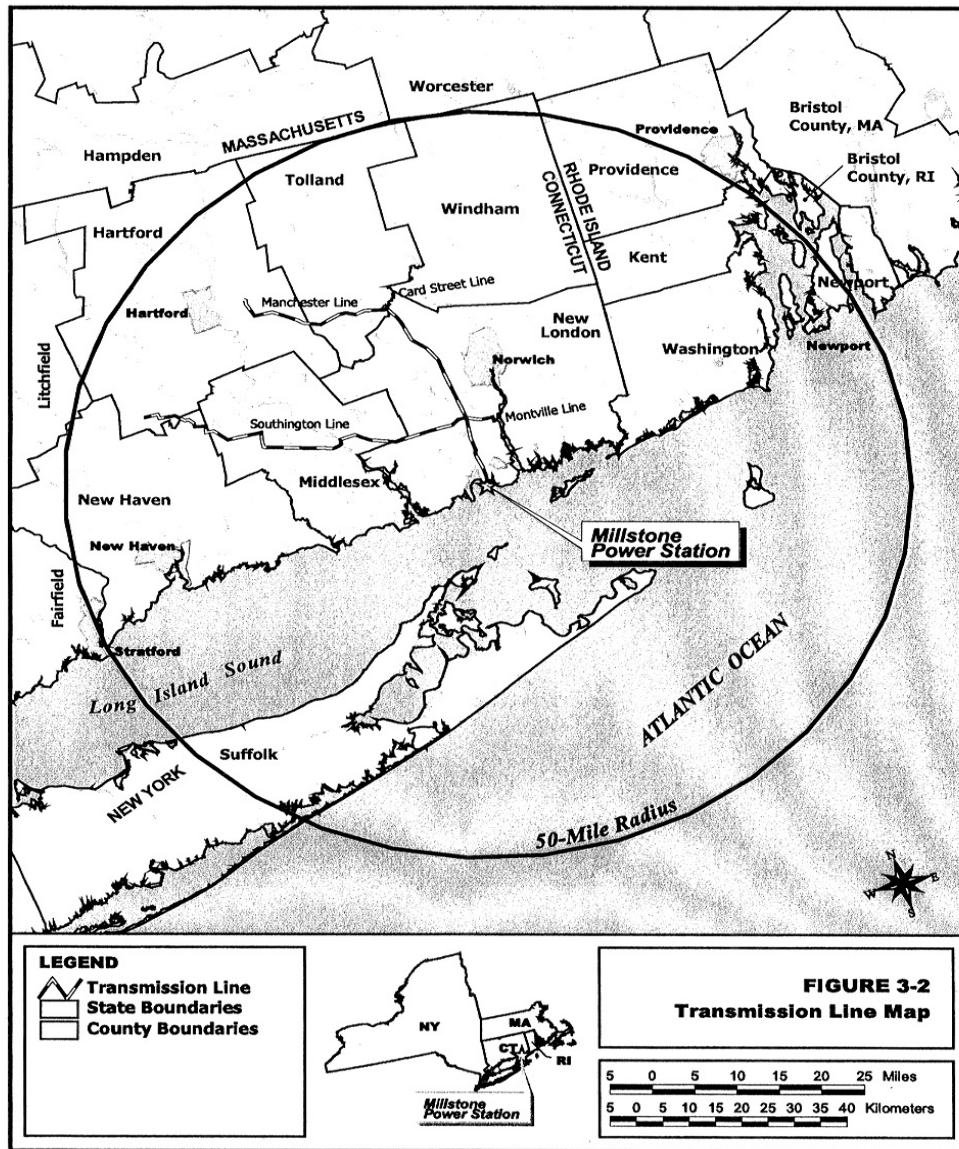 Worcester
Bristol
County, MA
MASSACHUSETTS
Providence
Hampden
Bristol
County, RI
Tolland
Providence
RHODE ISLAND
CONNECTICUT
Windham
Hartford
Kent
Newport
Card Street Line
Manchester Line
Hartford
New
London
Washington
Newport
Norwich
Litchfield
Montville Line
Southington Line
Middlesex
New Haven
Millstone
Power Station
New Haven
Fairfield
Stratford
Long Island Sound
ATLANTIC OCEAN
Suffolk
NEW YORK
50-Mile Radius
N
E
W
S
LEGEND
Transmission Line
State Boundaries
County Boundaries
NY
MA
CT
RI
Millstone
Power Station
FIGURE 3-2
Transmission Line Map
5 0 5 10 15 20 25 Miles
5 0 5 10 15 20 25 30 35 40 Kilometers